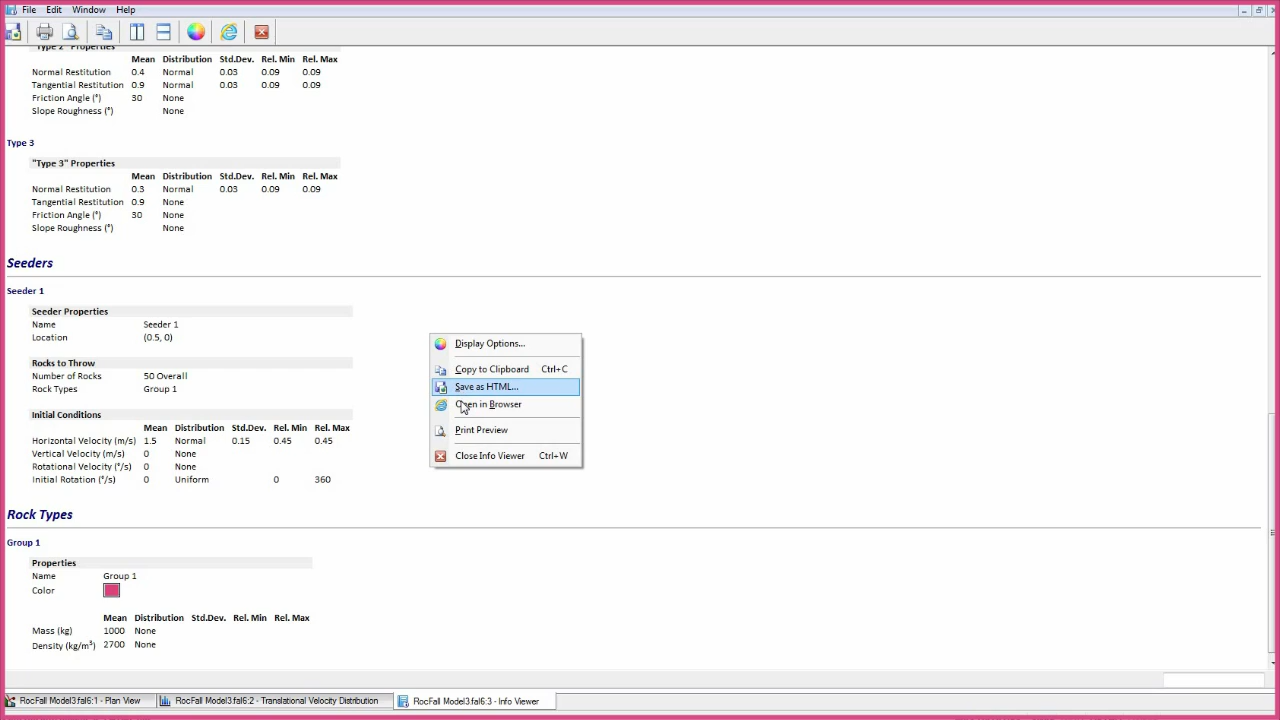 File Edit Window Help
"Type 2" Properties
Mean Distribution Std.Dev. Rel. Min Rel. Max
Normal Restitution 0.4 Normal 0.03 0.09 0.09
Tangential Restitution 0.9 Normal 0.03 0.09 0.09
Friction Angle (°) 30 None
Slope Roughness (°) None
Type 3
"Type 3" Properties
Mean Distribution Std.Dev. Rel. Min Rel. Max
Normal Restitution 0.3 Normal 0.03 0.09 0.09
Tangential Restitution 0.9 None
Friction Angle (°) 30 None
Slope Roughness (°) None
Seeders
Seeder 1
Seeder Properties
Name Seeder 1
Location (0.5, 0)
Rocks to Throw
Number of Rocks 50 Overall
Rock Types Group 1
Initial Conditions
Mean Distribution Std.Dev. Rel. Min Rel. Max
Horizontal Velocity (m/s) 1.5 Normal 0.15 0.45 0.45
Vertical Velocity (m/s) 0 None
Rotational Velocity (°/s) 0 None
Initial Rotation (°/s) 0 Uniform 0 360
Display Options...
Copy to Clipboard Ctrl+C
Save as HTML...
Open in Browser
Print Preview
Close Info Viewer Ctrl+W
Rock Types
Group 1
Properties
Name Group 1
Color
Mean Distribution Std.Dev. Rel. Min Rel. Max
Mass (kg) 1000 None
Density (kg/m³) 2700 None
RocFall Model3.fal6:1 - Plan View RocFall Model3.fal6:2 - Translational Velocity Distribution RocFall Model3.fal6:3 - Info Viewer